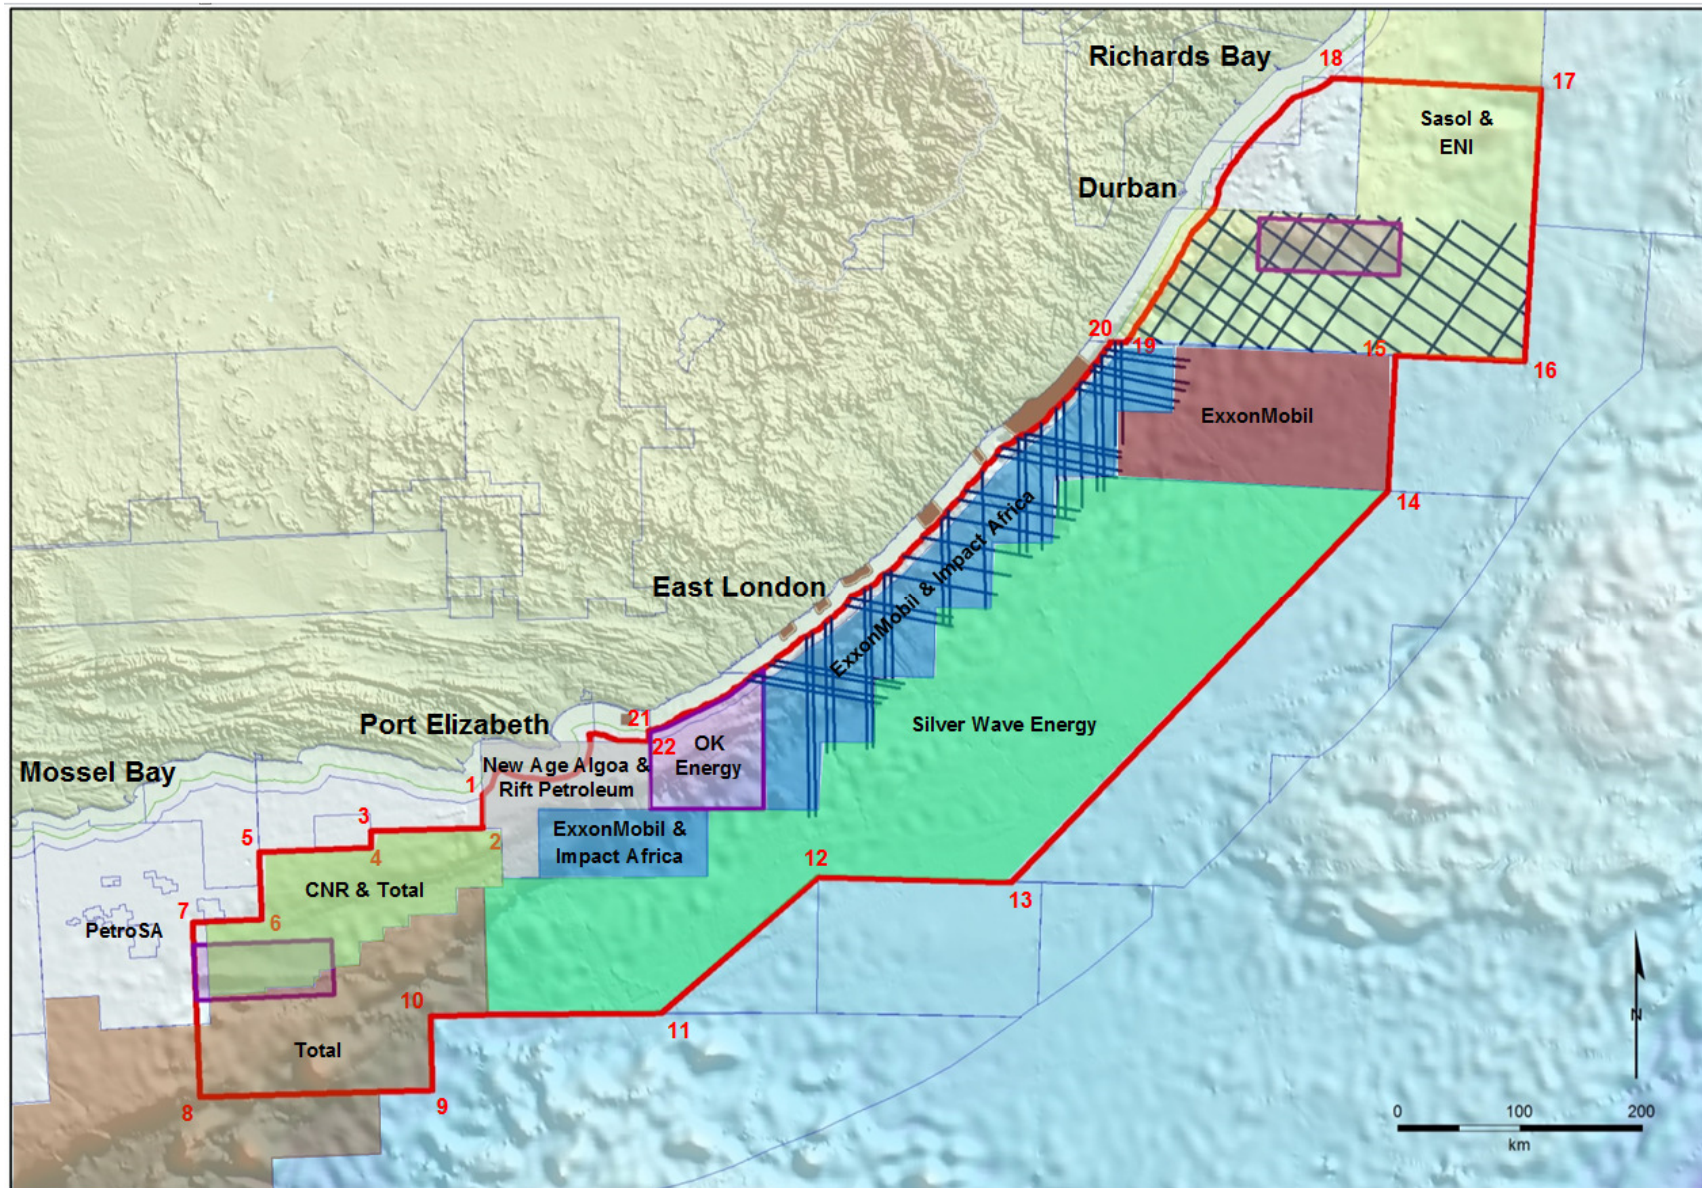 Richards Bay
18
17
Sasol &
ENI
Durban
20
19
15
16
ExxonMobil
14
ExxonMobil & Impact Africa
East London
Silver Wave Energy
Port Elizabeth
21
22
OK
Energy
Mossel Bay
1
New Age Algoa &
Rift Petroleum
3
2
5
4
ExxonMobil &
Impact Africa
12
13
CNR & Total
7
6
PetroSA
10
11
Total
8
9
N
0 100 200
km